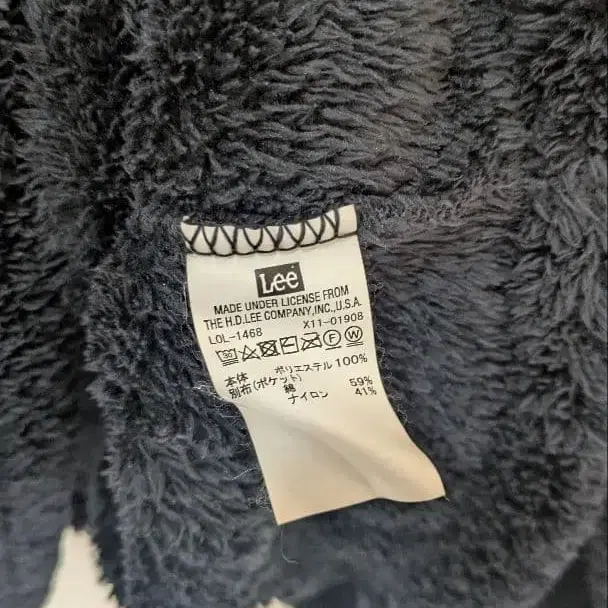 Lee
MADE UNDER LICENSE FROM
THE H.D.LEE COMPANY,INC.,U.S.A.
LOL-1468 X11-01908
本体 ポリエステル 100%
別布(ポケット) 綿 59%
ナイロン 41%